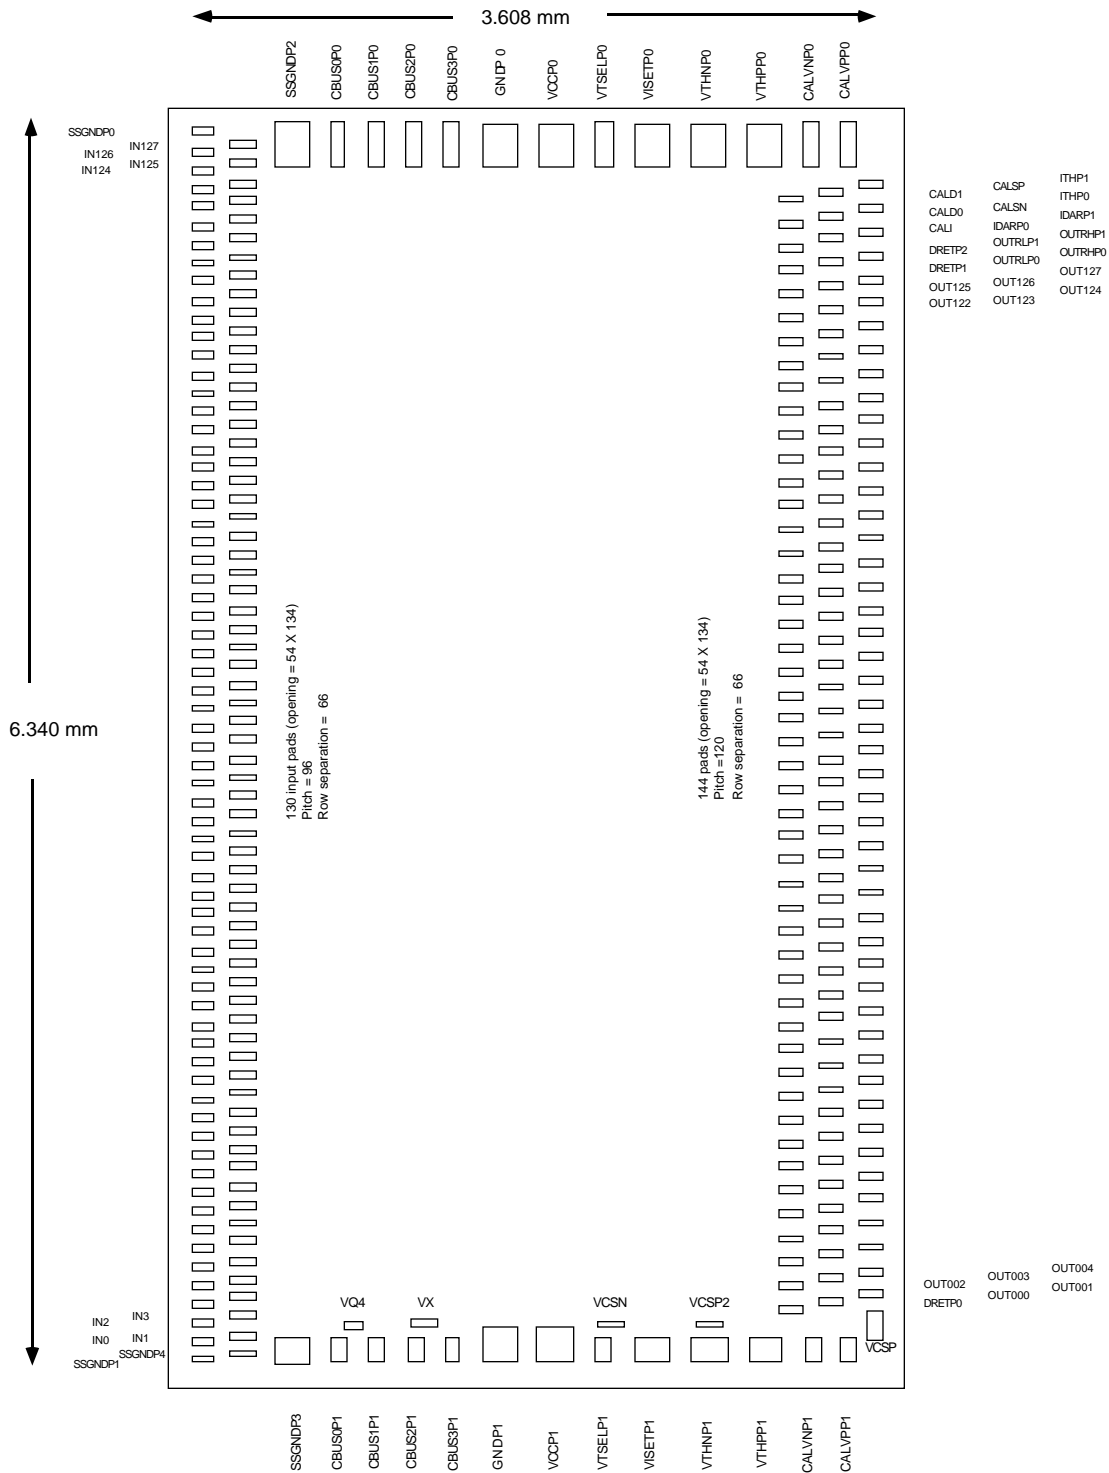 3.608 mm
SSGNDP2
CBUS0P0
CBUS1P0
CBUS2P0
CBUS3P0
GNDP 0
VCCP0
VTSELP0
VISETP0
VTHNP0
VTHPP0
CALVNP0
CALVPP0
SSGNDP0
IN127
IN126
IN125
IN124
ITHP1
CALSP
CALD1
ITHP0
CALSN
CALD0
IDARP1
IDARP0
CALI
OUTRHP1
OUTRLP1
DRETP2
OUTRHP0
OUTRLP0
DRETP1
OUT127
OUT126
OUT125
OUT124
OUT123
OUT122
130 input pads (opening = 54 X 134)
Pitch = 96
Row separation = 66
144 pads (opening = 54 X 134)
Pitch =120
Row separation = 66
6.340 mm
OUT004
OUT003
OUT002
OUT001
OUT000
DRETP0
VQ4
VX
VCSN
VCSP2
VCSP
IN3
IN2
IN1
IN0
SSGNDP4
SSGNDP1
SSGNDP3
CBUS0P1
CBUS1P1
CBUS2P1
CBUS3P1
GNDP1
VCCP1
VTSELP1
VISETP1
VTHNP1
VTHPP1
CALVNP1
CALVPP1